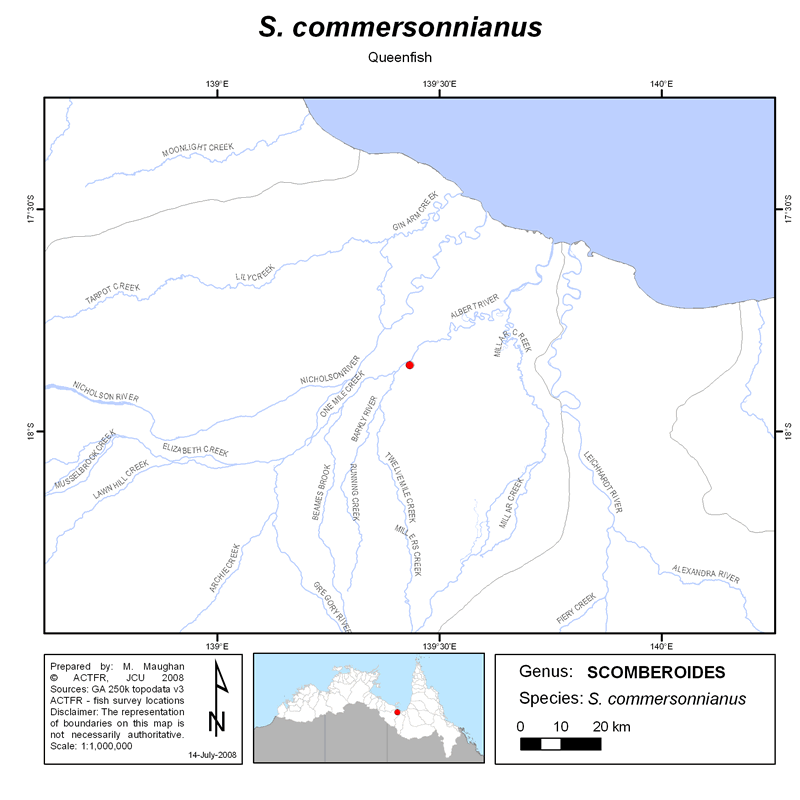 S. commersonnianus
Queenfish
139°E
139°30'E
140°E
17°30'S
17°30'S
18°S
18°S
MOONLIGHT CREEK
GIN ARM CREEK
LILY CREEK
TARPOT CREEK
ALBERT RIVER
MILLAR CREEK
NICHOLSON RIVER
NICHOLSON RIVER
ONE MILE CREEK
BARKLY RIVER
ELIZABETH CREEK
MUSSELBROOK CREEK
LAWN HILL CREEK
BEAMES BROOK
RUNNING CREEK
TWELVE MILE CREEK
LEICHHARDT RIVER
MILLAR CREEK
MILLERS CREEK
ARCHIE CREEK
GREGORY RIVER
ALEXANDRA RIVER
FIERY CREEK
139°E
139°30'E
140°E
Prepared by: M. Maughan
© ACTFR, JCU 2008
Sources: GA 250k topodata v3
ACTFR - fish survey locations
Disclaimer: The representation
of boundaries on this map is
not necessarily authoritative.
Scale: 1:1,000,000
14-July-2008
N
Genus: SCOMBEROIDES
Species: S. commersonnianus
0 10 20 km